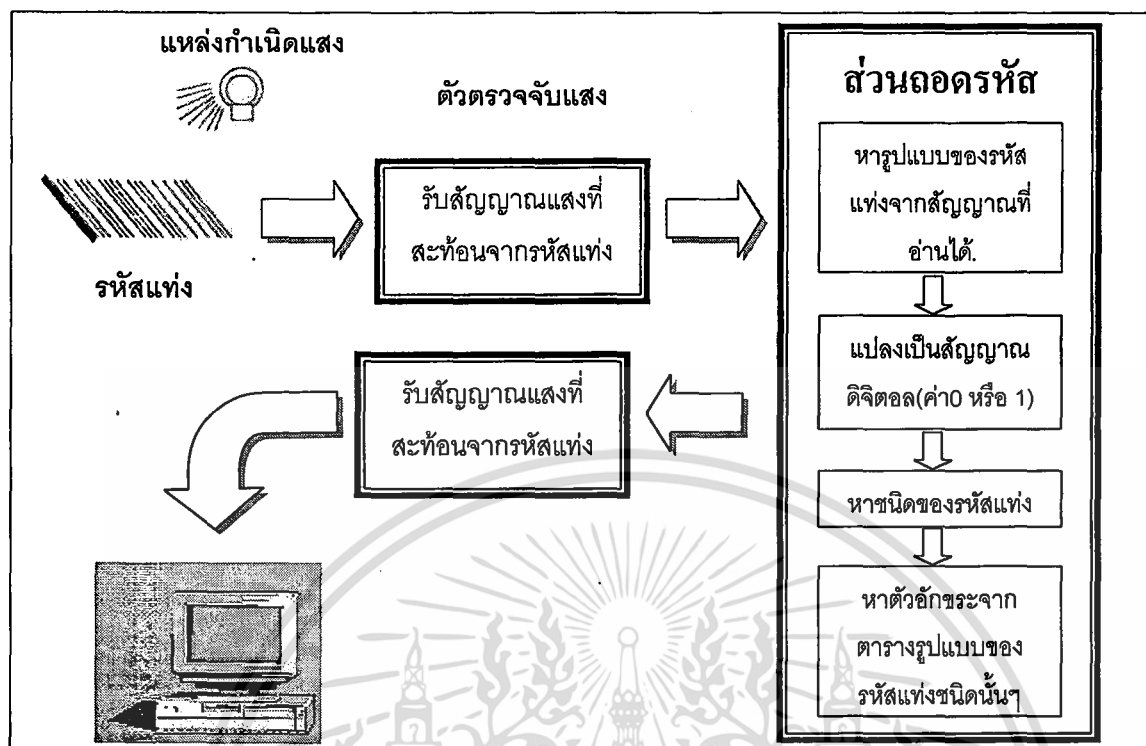 แหล่งกำเนิดแสง
ตัวตรวจจับแสง
รหัสแท่ง
รับสัญญาณแสงที่
สะท้อนจากรหัสแท่ง
ส่วนถอดรหัส
หารูปแบบของรหัส
แท่งจากสัญญาณที่
อ่านได้.
แปลงเป็นสัญญาณ
ดิจิตอล(ค่า0 หรือ 1)
หาชนิดของรหัสแท่ง
หาตัวอักขระจาก
ตารางรูปแบบของ
รหัสแท่งชนิดนั้นๆ
รับสัญญาณแสงที่
สะท้อนจากรหัสแท่ง